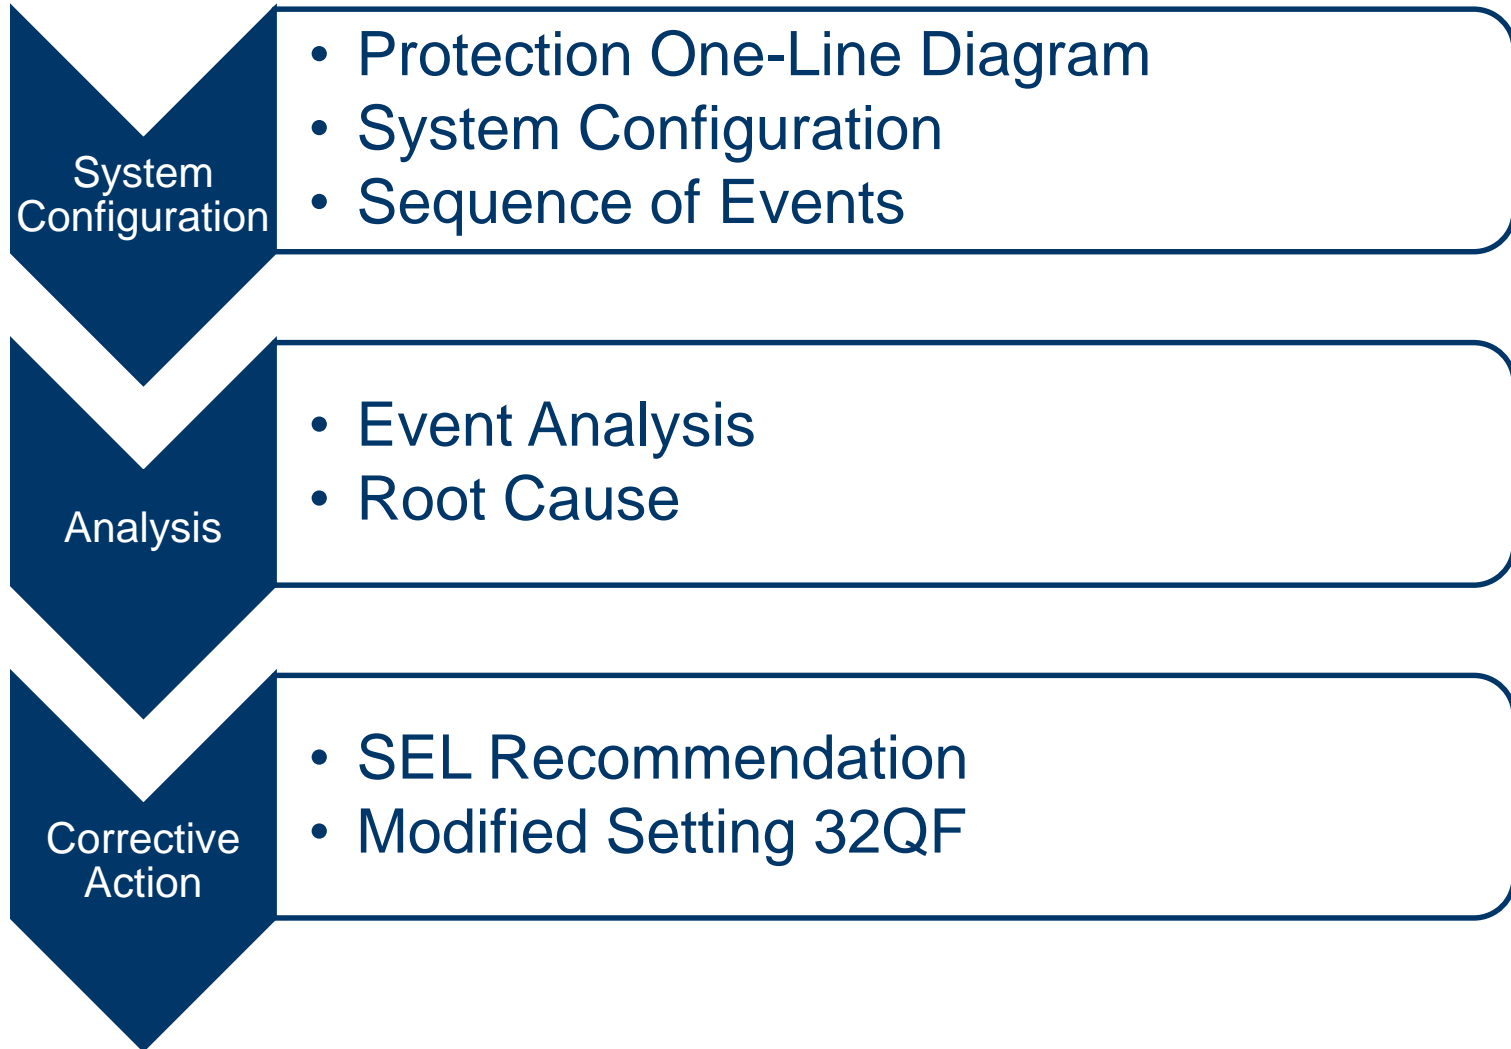 System
Configuration
• Protection One-Line Diagram
• System Configuration
• Sequence of Events
Analysis
• Event Analysis
• Root Cause
Corrective
Action
• SEL Recommendation
• Modified Setting 32QF